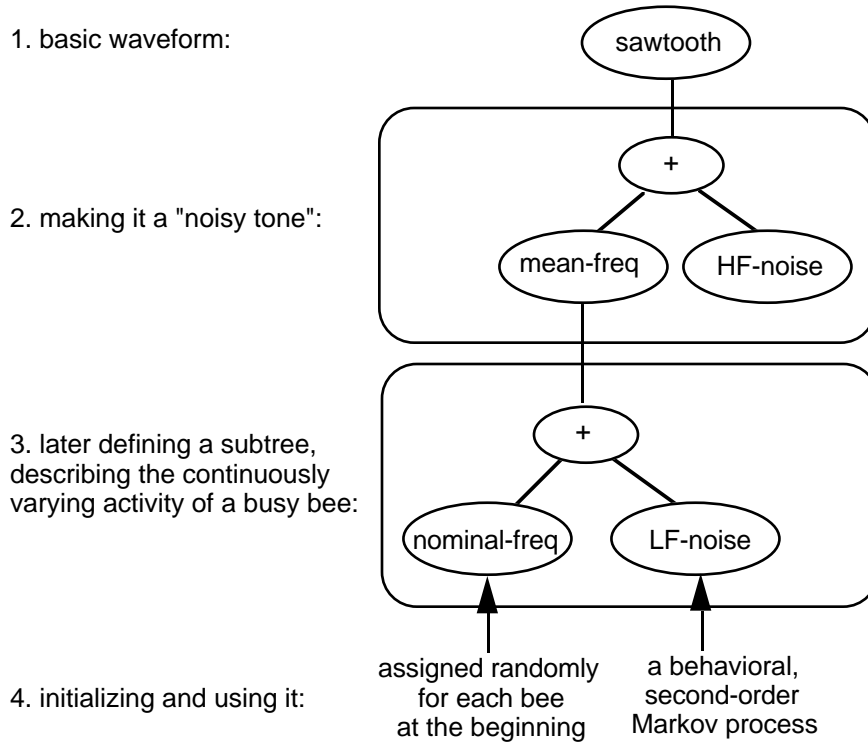 1. basic waveform:
sawtooth
+
2. making it a "noisy tone":
mean-freq
HF-noise
+
3. later defining a subtree,
describing the continuously
varying activity of a busy bee:
nominal-freq
LF-noise
4. initializing and using it:
assigned randomly
for each bee
at the beginning
a behavioral,
second-order
Markov process